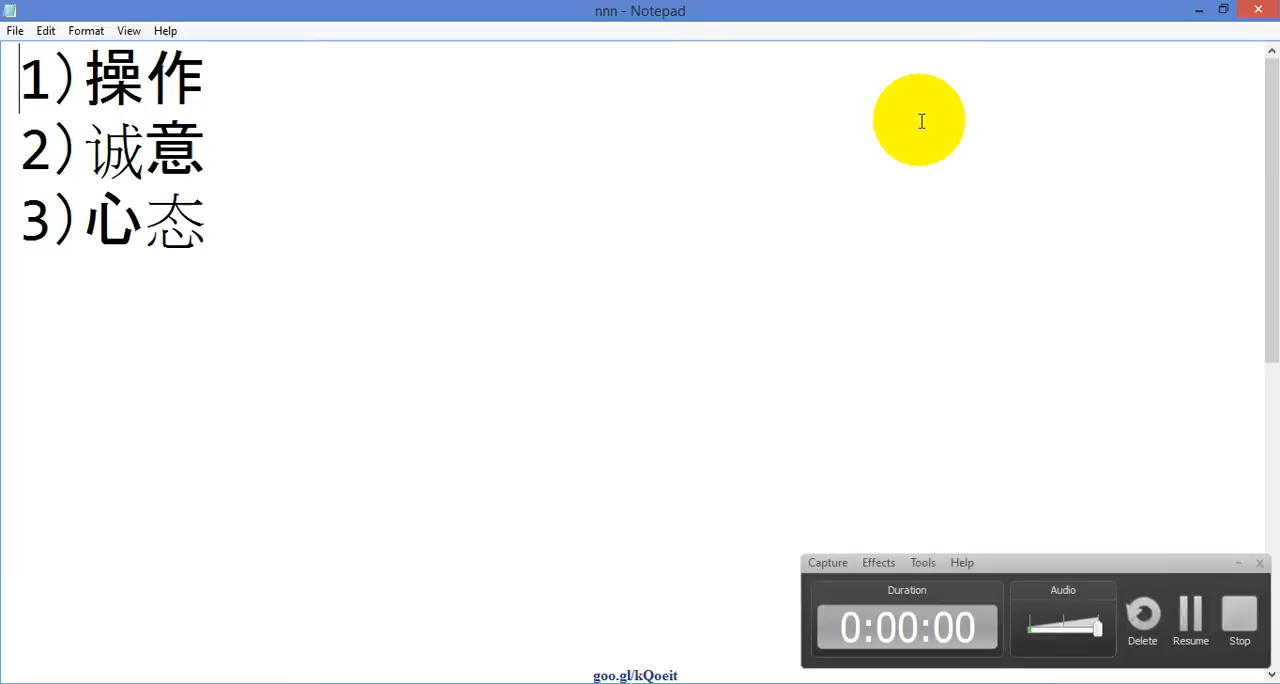 nnn - Notepad
File Edit Format View Help
1)操作
2)诚意
3)心态
Capture Effects Tools Help
Duration Audio
0:00:00
Delete Resume Stop
goo.gl/kQoeit